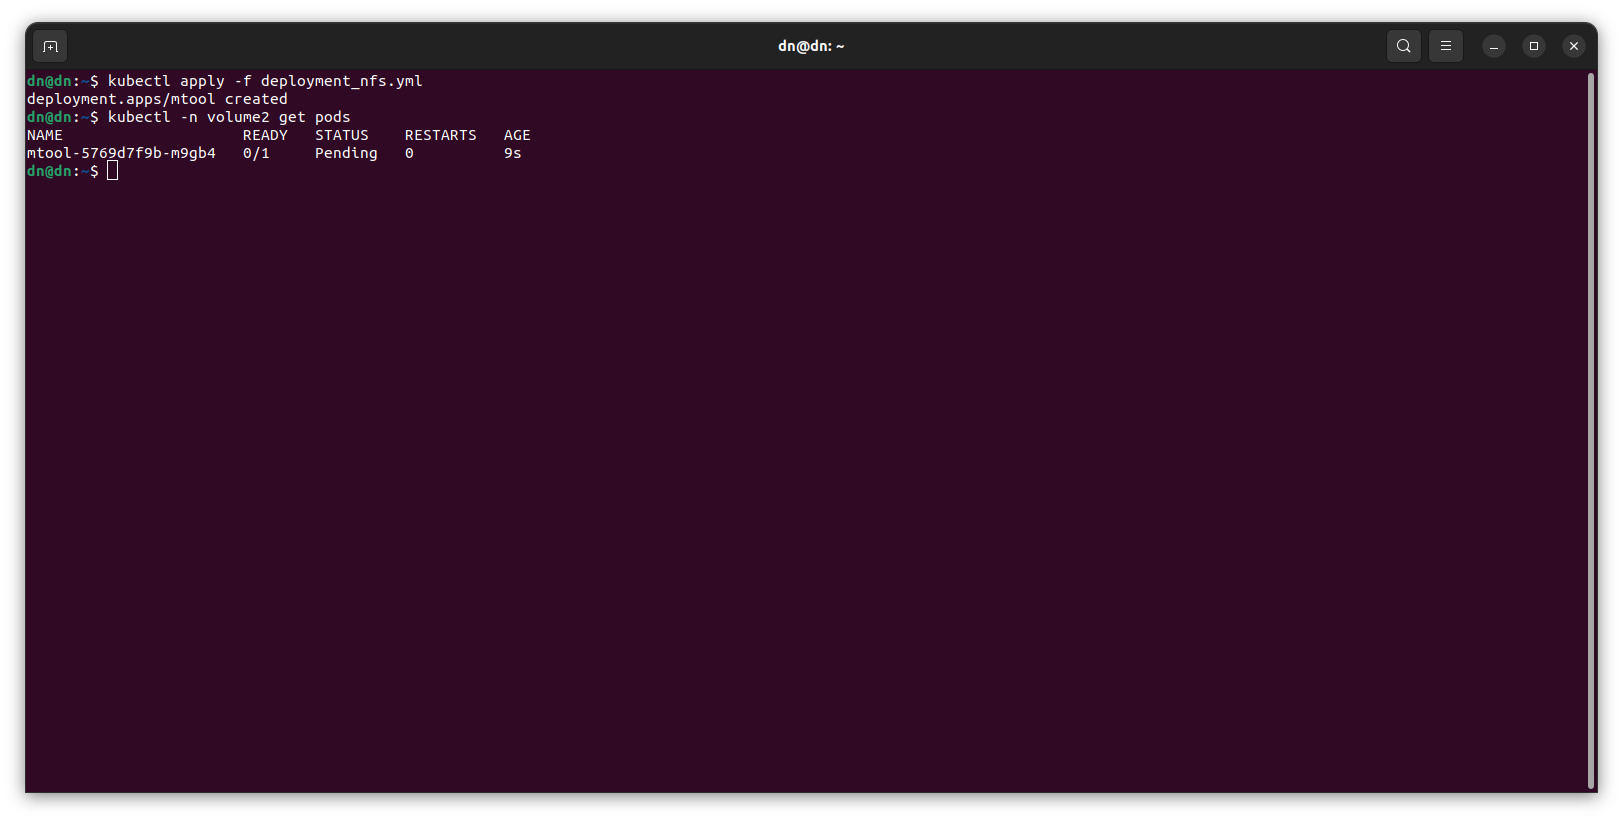 dn@dn: ~
dn@dn:~$ kubectl apply -f deployment_nfs.yml
deployment.apps/mtool created
dn@dn:~$ kubectl -n volume2 get pods
NAME                    READY   STATUS    RESTARTS   AGE
mtool-5769d7f9b-m9gb4   0/1     Pending   0          9s
dn@dn:~$